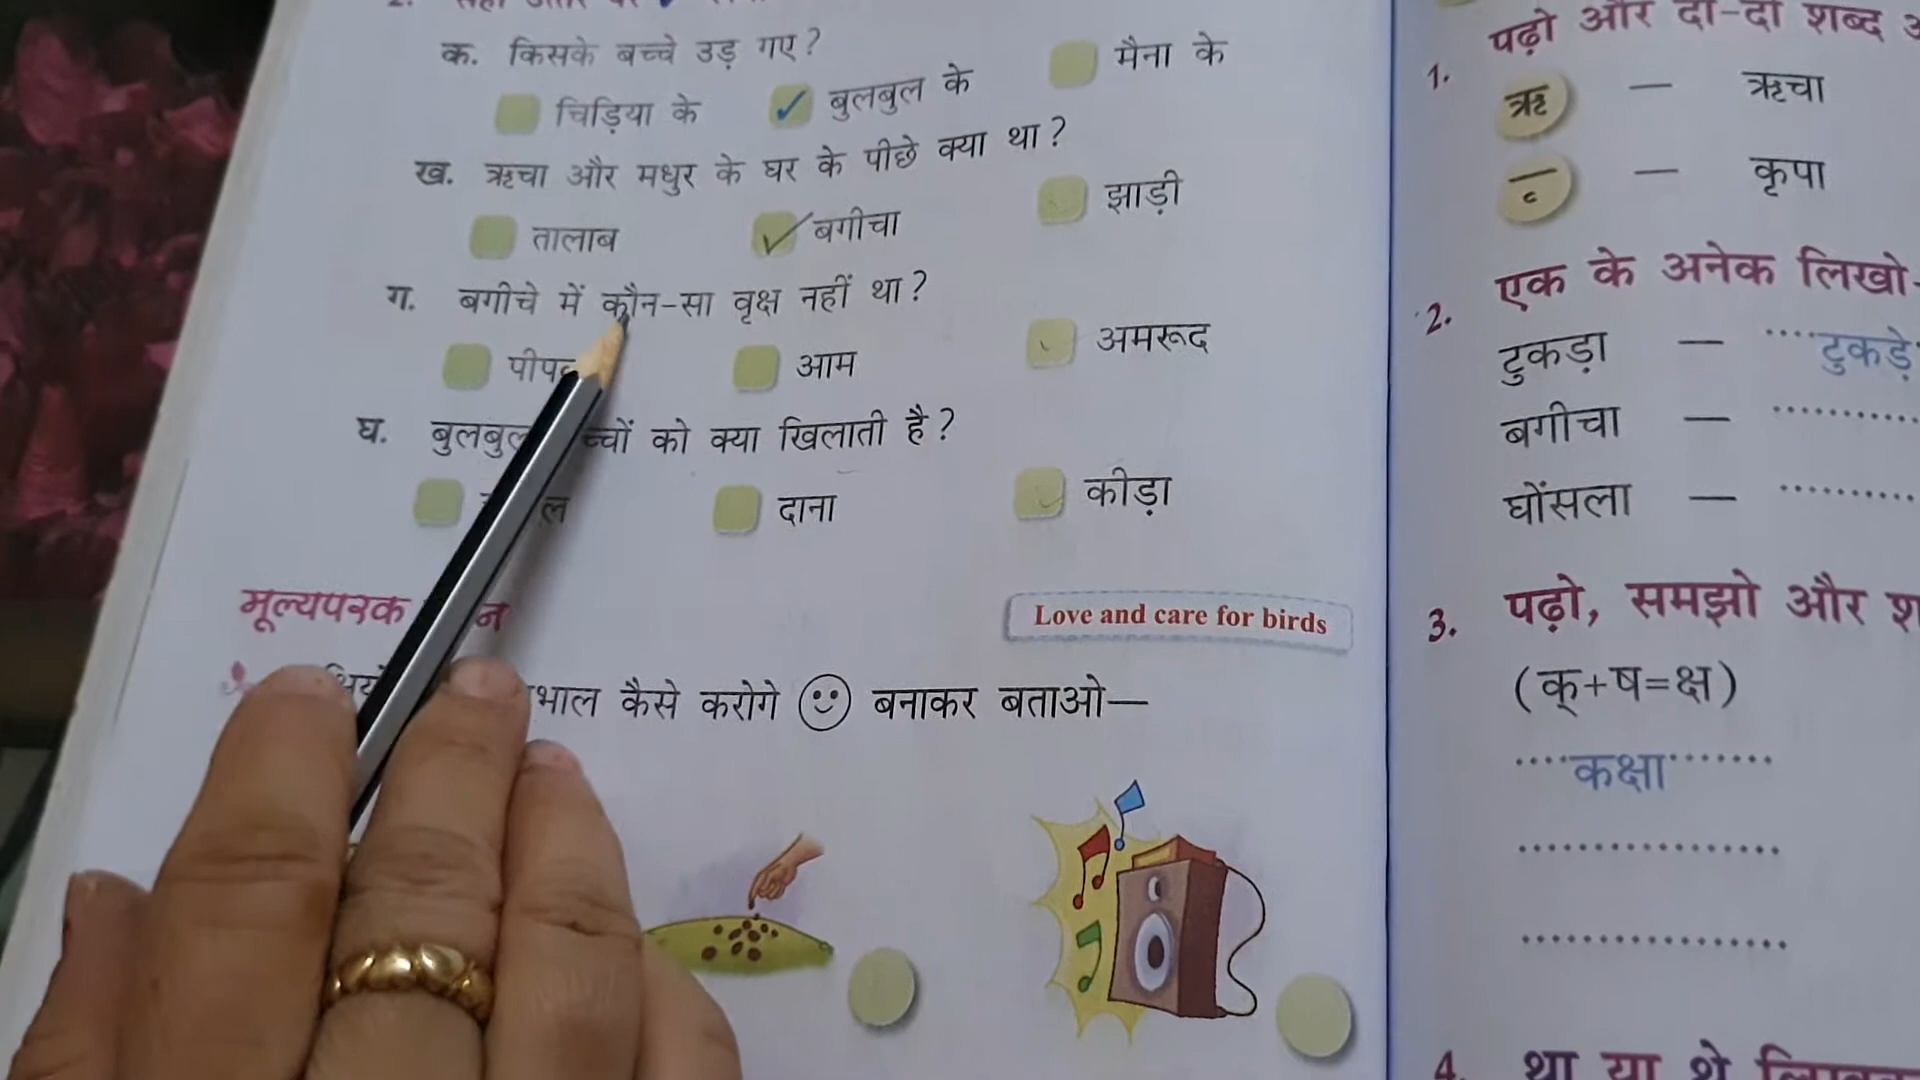 क. किसके बच्चे उड़ गए?
चिड़िया के बुलबुल के मैना के
ख. ऋचा और मधुर के घर के पीछे क्या था?
तालाब बगीचा झाड़ी
ग. बगीचे में कौन-सा वृक्ष नहीं था?
आम अमरूद
घ. को क्या खिलाती है?
दाना कीड़ा
मूल्यपरक
Love and care for birds
कैसे करोगे बनाकर बताओ—
पढ़ो और दो-दो शब्द
1. ऋ — ऋचा
ृ — कृपा
2. एक के अनेक लिखो-
टुकड़ा — टुकड़े
बगीचा —
घोंसला —
3. पढ़ो, समझो और
(क्+ष=क्ष)
कक्षा
4. था या थे